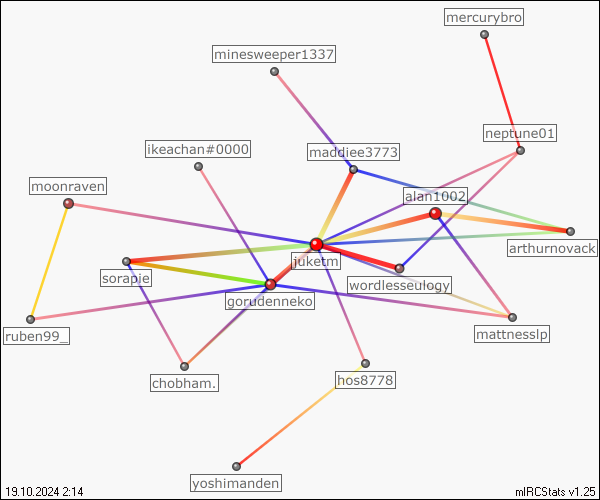 mercurybro
minesweeper1337
neptune01
ikeachan#0000
maddiee3773
moonraven
alan1002
arthurnovack
juketm
sorapie
wordlesseulogy
gorudenneko
ruben99_
mattnesslp
chobham.
hos8778
yoshimanden
19.10.2024 2:14
mIRCStats v1.25